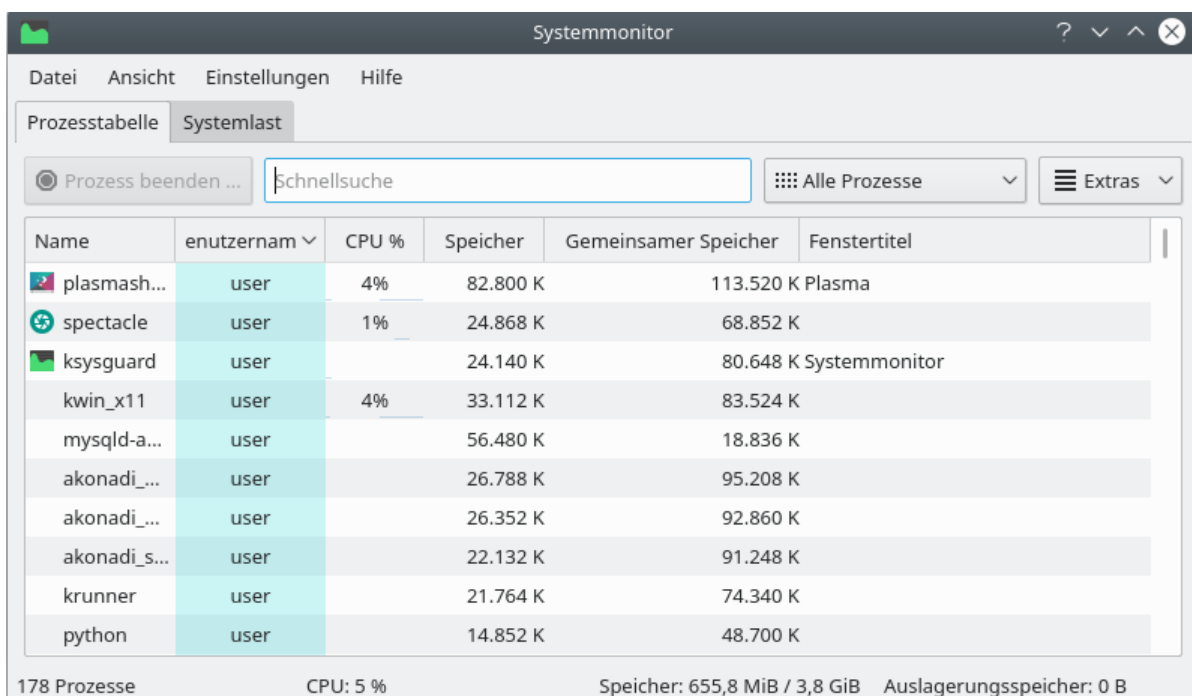 Systemmonitor
Datei Ansicht Einstellungen Hilfe
Prozesstabelle Systemlast
Prozess beenden ... Schnellsuche Alle Prozesse Extras
Name enutzernam CPU % Speicher Gemeinsamer Speicher Fenstertitel
plasmash... user 4% 82.800 K 113.520 K Plasma
spectacle user 1% 24.868 K 68.852 K
ksysguard user 24.140 K 80.648 K Systemmonitor
kwin_x11 user 4% 33.112 K 83.524 K
mysqld-a... user 56.480 K 18.836 K
akonadi_... user 26.788 K 95.208 K
akonadi_... user 26.352 K 92.860 K
akonadi_s... user 22.132 K 91.248 K
krunner user 21.764 K 74.340 K
python user 14.852 K 48.700 K
178 Prozesse CPU: 5 % Speicher: 655,8 MiB / 3,8 GiB Auslagerungsspeicher: 0 B